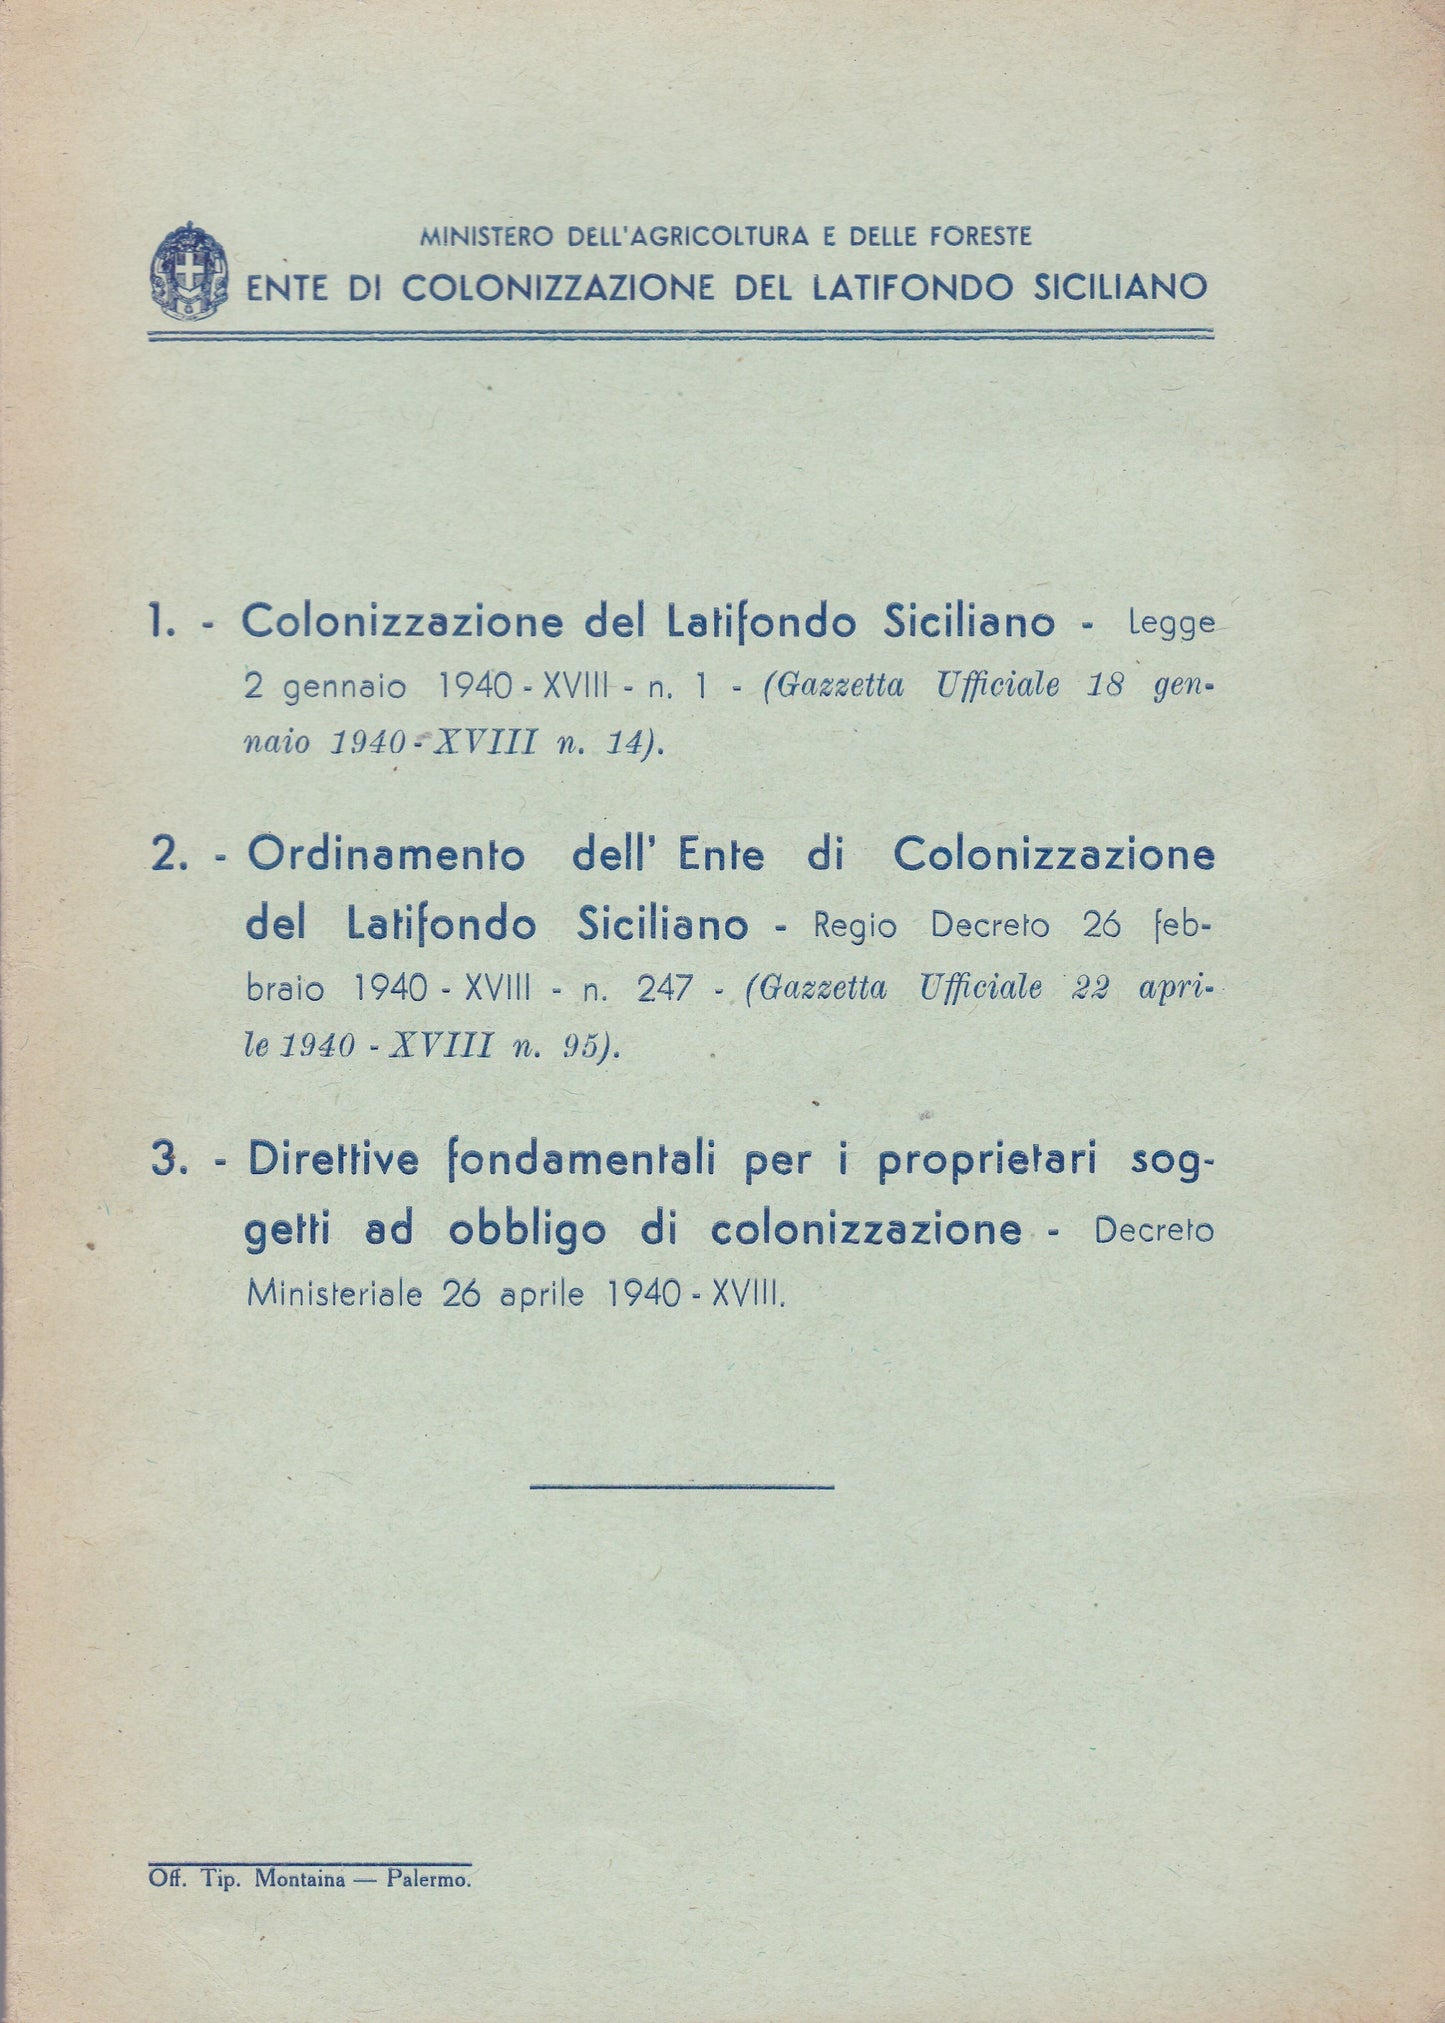 MINISTERO DELL'AGRICOLTURA E DELLE FORESTE
ENTE DI COLONIZZAZIONE DEL LATIFONDO SICILIANO
1. - Colonizzazione del Latifondo Siciliano - Legge
2 gennaio 1940 - XVIII - n. 1 - (Gazzetta Ufficiale 18 gen-
naio 1940 - XVIII n. 14).
2. - Ordinamento dell' Ente di Colonizzazione
del Latifondo Siciliano - Regio Decreto 26 feb-
braio 1940 - XVIII - n. 247 - (Gazzetta Ufficiale 22 apri-
le 1940 - XVIII n. 95).
3. - Direttive fondamentali per i proprietari sog-
getti ad obbligo di colonizzazione - Decreto
Ministeriale 26 aprile 1940 - XVIII.
Off. Tip. Montaina — Palermo.